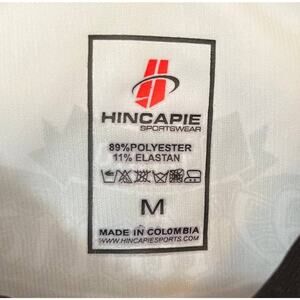 HINCAPIE
SPORTSWEAR
89%POLYESTER
11% ELASTAN
M
MADE IN COLOMBIA
WWW.HINCAPIESPORTS.COM